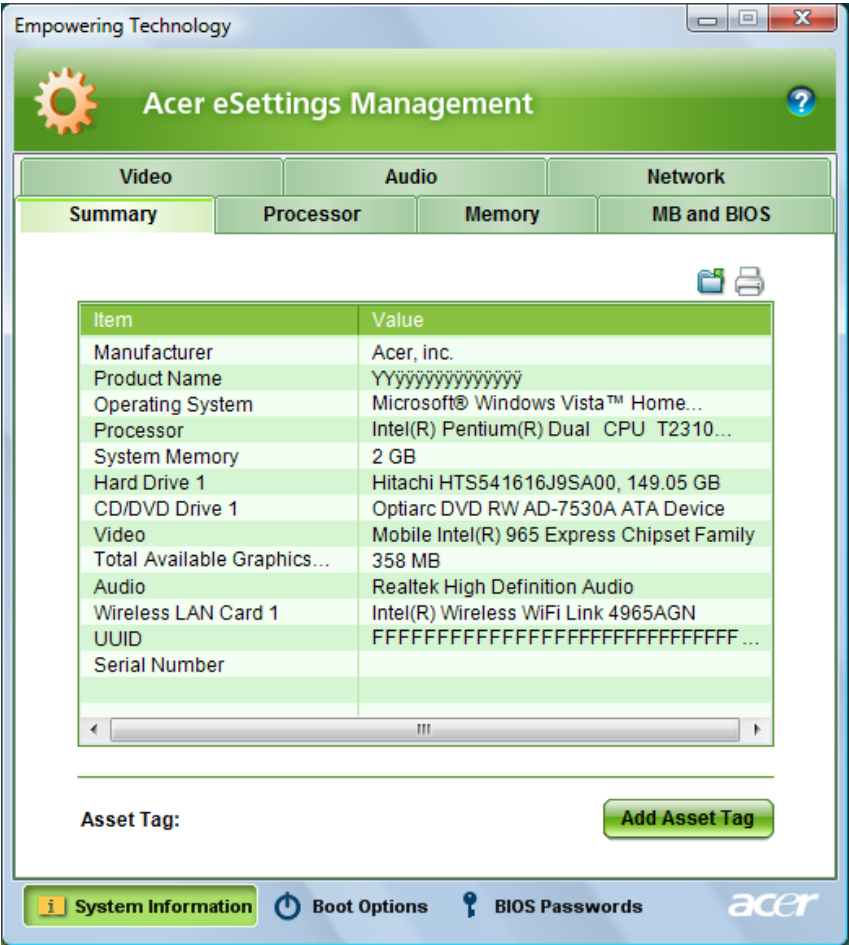 Empowering Technology
Acer eSettings Management
Video Audio Network
Summary Processor Memory MB and BIOS
Item Value
Manufacturer Acer, inc.
Product Name YYÿÿÿÿÿÿÿÿÿÿÿÿÿ
Operating System Microsoft® Windows Vista™ Home...
Processor Intel(R) Pentium(R) Dual CPU T2310...
System Memory 2 GB
Hard Drive 1 Hitachi HTS541616J9SA00, 149.05 GB
CD/DVD Drive 1 Optiarc DVD RW AD-7530A ATA Device
Video Mobile Intel(R) 965 Express Chipset Family
Total Available Graphics... 358 MB
Audio Realtek High Definition Audio
Wireless LAN Card 1 Intel(R) Wireless WiFi Link 4965AGN
UUID FFFFFFFFFFFFFFFFFFFFFFFFFFFFF...
Serial Number
Asset Tag: Add Asset Tag
System Information Boot Options BIOS Passwords acer